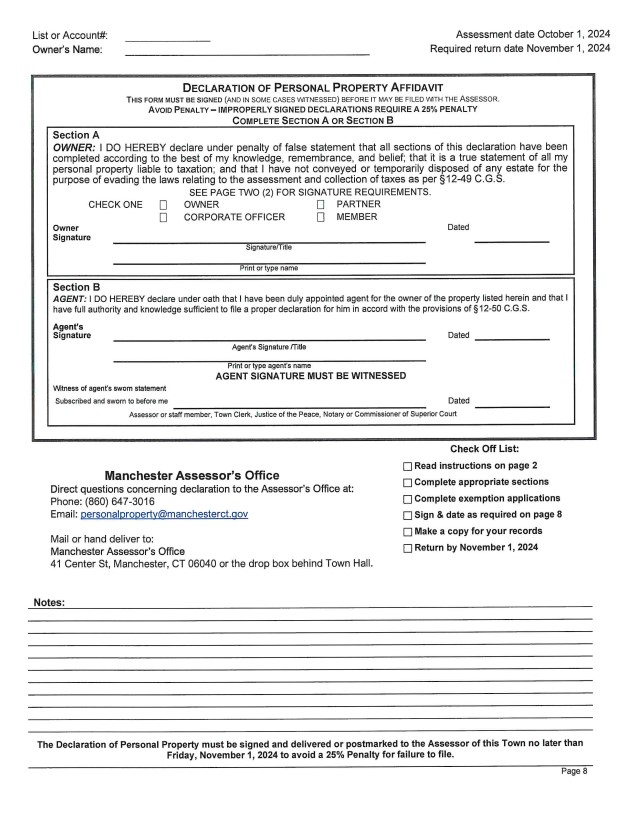 List or Account#:
Assessment date October 1, 2024
Owner's Name:
Required return date November 1, 2024
DECLARATION OF PERSONAL PROPERTY AFFIDAVIT
THIS FORM MUST BE SIGNED (AND IN SOME CASES WITNESSED) BEFORE IT MAY BE FILED WITH THE ASSESSOR.
AVOID PENALTY – IMPROPERLY SIGNED DECLARATIONS REQUIRE A 25% PENALTY
COMPLETE SECTION A OR SECTION B
Section A
OWNER: I DO HEREBY declare under penalty of false statement that all sections of this declaration have been
completed according to the best of my knowledge, remembrance, and belief; that it is a true statement of all my
personal property liable to taxation; and that I have not conveyed or temporarily disposed of any estate for the
purpose of evading the laws relating to the assessment and collection of taxes as per §12-49 C.G.S.
SEE PAGE TWO (2) FOR SIGNATURE REQUIREMENTS.
CHECK ONE ☐ OWNER ☐ PARTNER
☐ CORPORATE OFFICER ☐ MEMBER
Owner
Signature
Dated
Signature/Title
Print or type name
Section B
AGENT: I DO HEREBY declare under oath that I have been duly appointed agent for the owner of the property listed herein and that I
have full authority and knowledge sufficient to file a proper declaration for him in accord with the provisions of §12-50 C.G.S.
Agent's
Signature
Dated
Agent's Signature /Title
Print or type agent's name
AGENT SIGNATURE MUST BE WITNESSED
Witness of agent's sworn statement
Subscribed and sworn to before me
Dated
Assessor or staff member, Town Clerk, Justice of the Peace, Notary or Commissioner of Superior Court
Manchester Assessor's Office
Direct questions concerning declaration to the Assessor's Office at:
Phone: (860) 647-3016
Email: personalproperty@manchesterct.gov
Mail or hand deliver to:
Manchester Assessor's Office
41 Center St, Manchester, CT 06040 or the drop box behind Town Hall.
Check Off List:
☐ Read instructions on page 2
☐ Complete appropriate sections
☐ Complete exemption applications
☐ Sign & date as required on page 8
☐ Make a copy for your records
☐ Return by November 1, 2024
Notes:
The Declaration of Personal Property must be signed and delivered or postmarked to the Assessor of this Town no later than
Friday, November 1, 2024 to avoid a 25% Penalty for failure to file.
Page 8